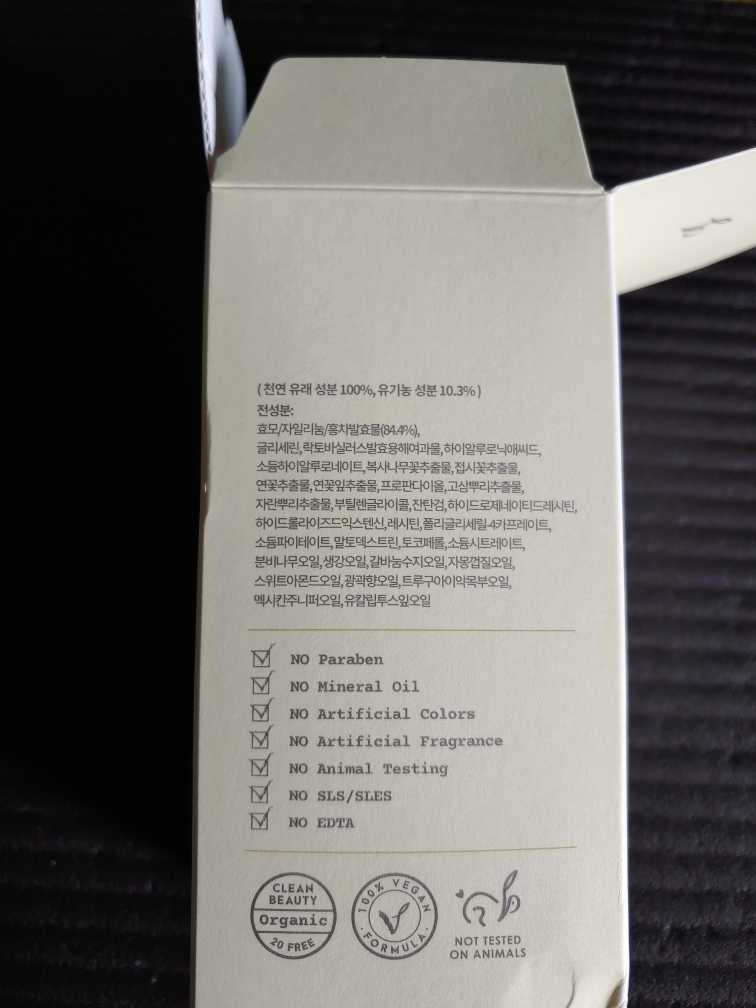 ( 천연 유래 성분 100%, 유기농 성분 10.3% )
전성분:
효모/자일리눔/홍차발효물(84.4%),
글리세린,락토바실러스발효용해여과물,하이알루로닉애씨드,
소듐하이알루로네이트,복사나무꽃추출물,접시꽃추출물,
연꽃추출물,연꽃잎추출물,프로판다이올,고삼뿌리추출물,
자란뿌리추출물,부틸렌글라이콜,잔탄검,하이드로제네이티드레시틴,
하이드롤라이즈드익스텐신,레시틴,폴리글리세릴-4카프레이트,
소듐파이테이트,말토덱스트린,토코페롤,소듐시트레이트,
분비나무오일,생강오일,갈바눔수지오일,자몽껍질오일,
스위트아몬드오일,광곽향오일,트루구아이악목부오일,
멕시칸주니퍼오일,유칼립투스잎오일
NO Paraben
NO Mineral Oil
NO Artificial Colors
NO Artificial Fragrance
NO Animal Testing
NO SLS/SLES
NO EDTA
CLEAN
BEAUTY
Organic
20 FREE
100% VEGAN
FORMULA
NOT TESTED
ON ANIMALS